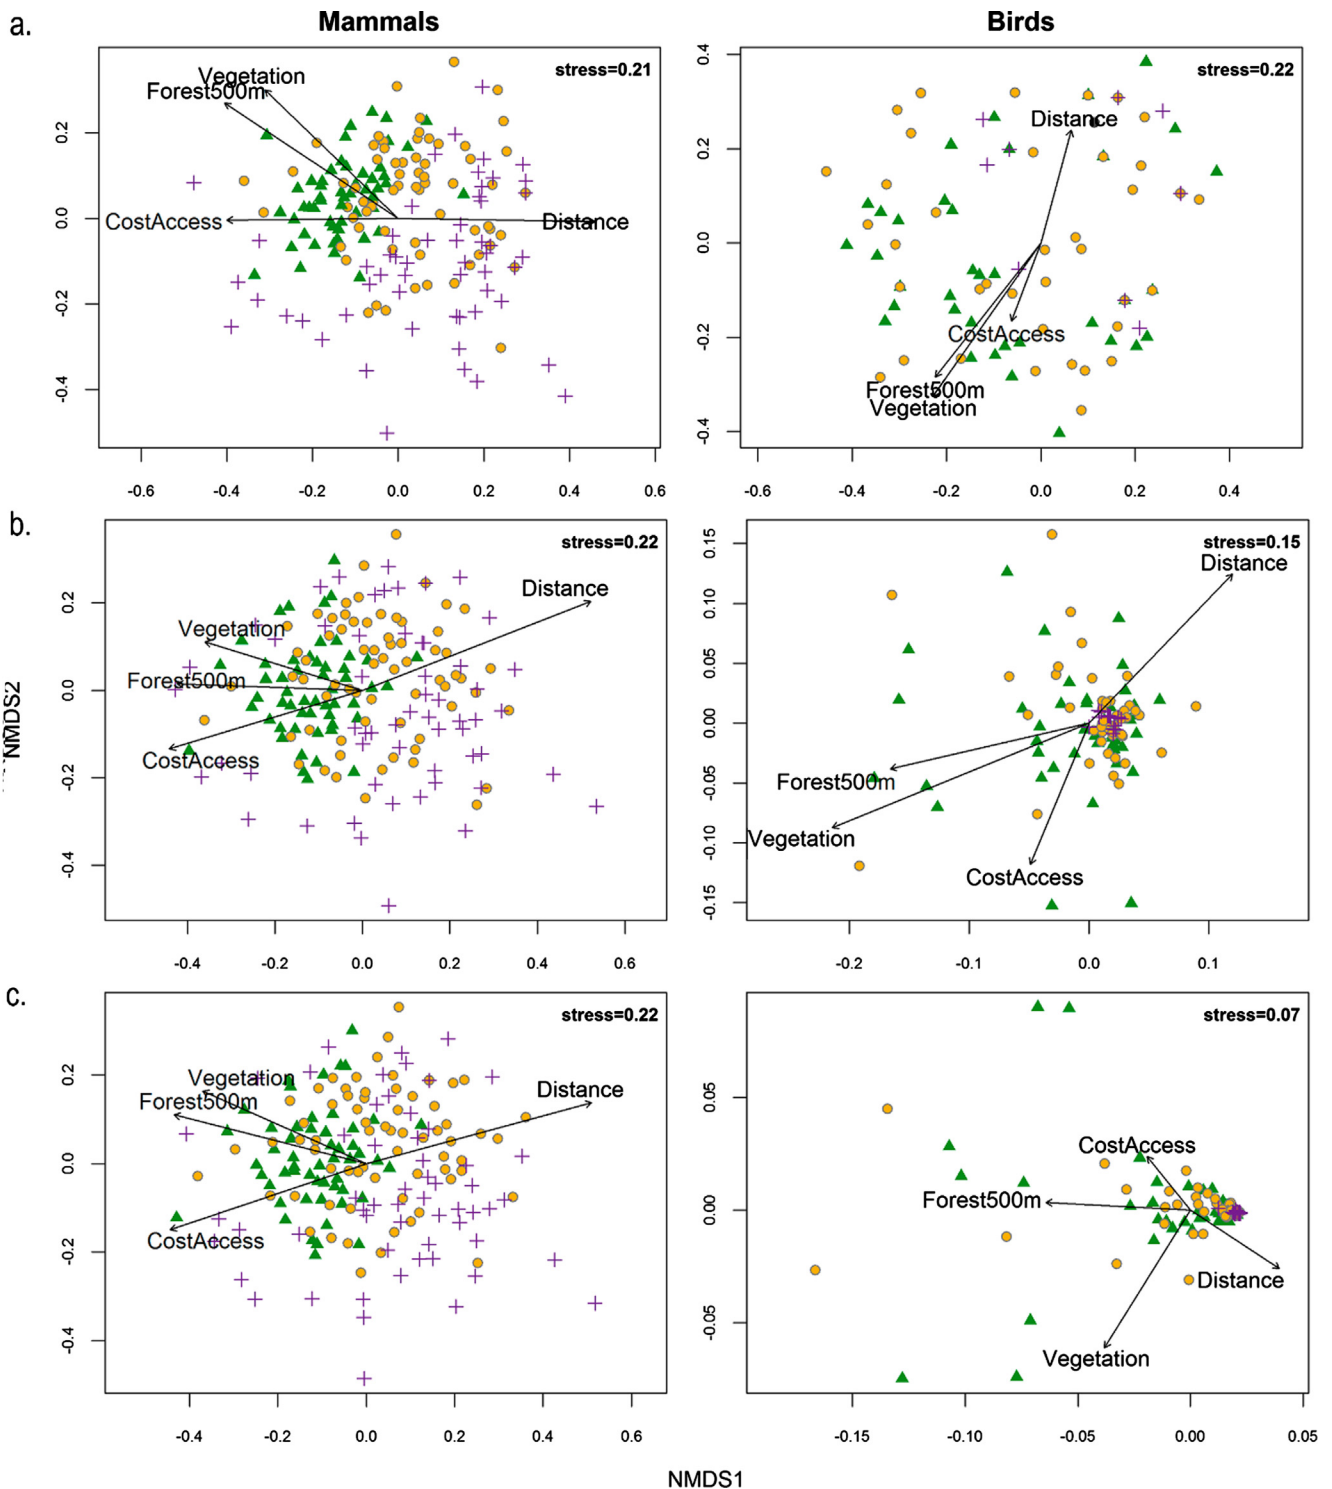 a.
Mammals
Birds
stress=0.21
Vegetation
Forest500m
CostAccess
Distance
0.2
0.0
-0.2
-0.4
-0.6
-0.4
-0.2
0.0
0.2
0.4
0.6
stress=0.22
Distance
CostAccess
Forest500m
Vegetation
0.4
0.2
0.0
-0.2
-0.4
-0.6
-0.4
-0.2
0.0
0.2
0.4
b.
stress=0.22
Distance
Vegetation
Forest500m
CostAccess
0.2
0.0
-0.2
-0.4
-0.4
-0.2
0.0
0.2
0.4
0.6
stress=0.15
Distance
Forest500m
Vegetation
CostAccess
0.15
0.10
0.05
0.00
-0.05
-0.10
-0.15
-0.2
-0.1
0.0
0.1
NMDS2
c.
stress=0.22
Vegetation
Forest500m
Distance
CostAccess
0.2
0.0
-0.2
-0.4
-0.4
-0.2
0.0
0.2
0.4
0.6
stress=0.07
CostAccess
Forest500m
Distance
Vegetation
0.05
0.00
-0.05
-0.15
-0.10
-0.05
0.00
0.05
NMDS1